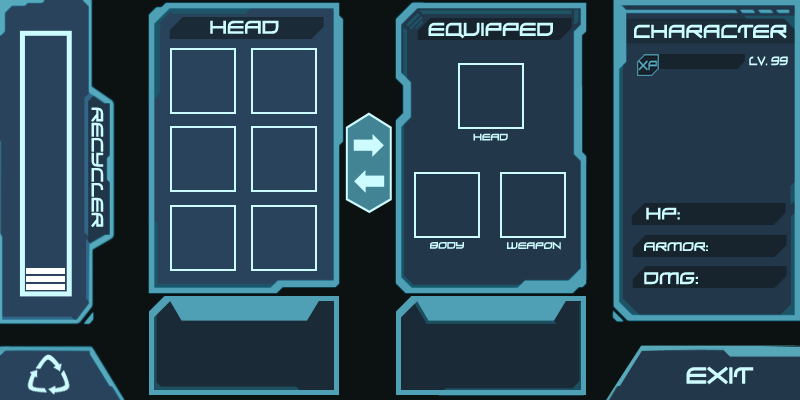 RECYCLER
HEAD
EQUIPPED
HEAD
BODY
WEAPON
CHARACTER
XP
LV. 99
HP:
ARMOR:
DMG:
EXIT